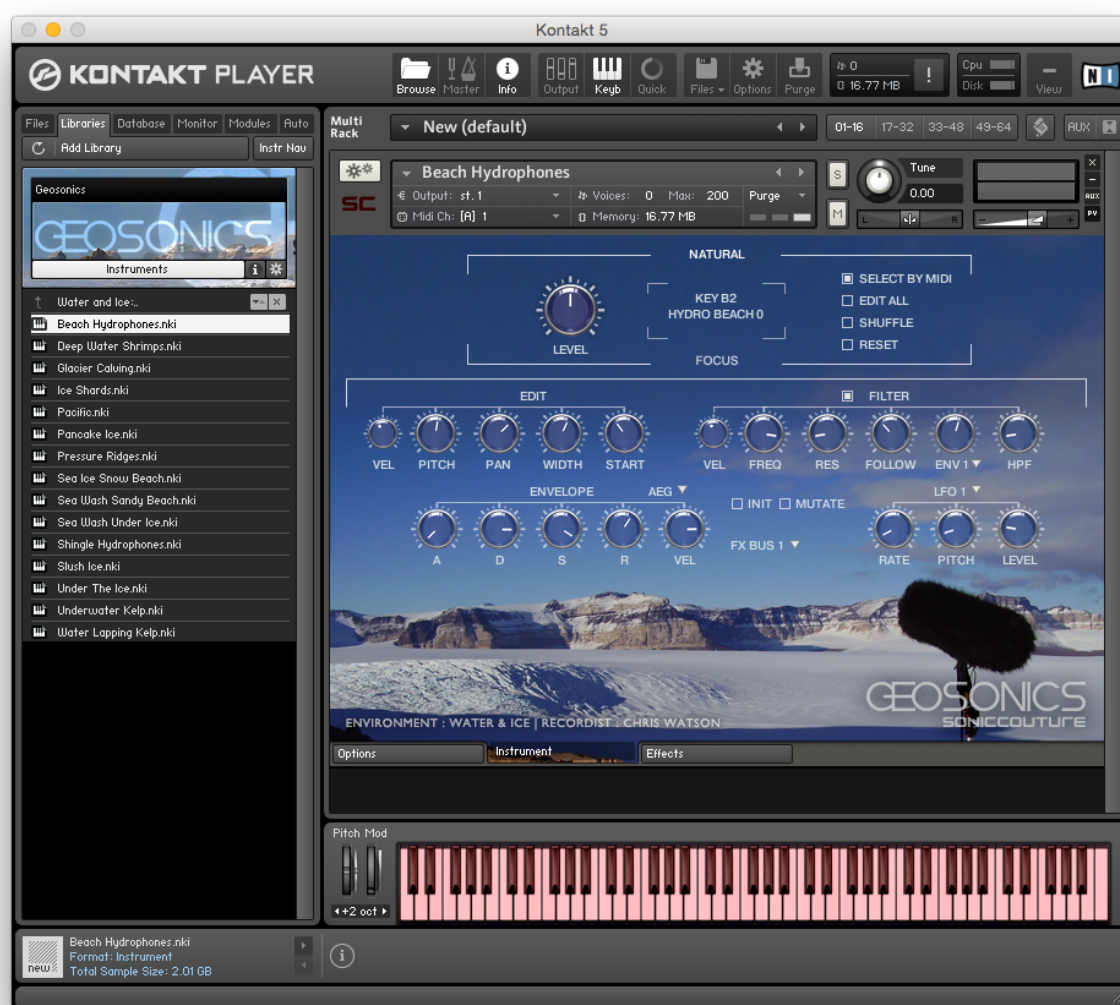 Kontakt 5
KONTAKT PLAYER
Browse Master Info Output Keyb Quick Files Options Purge
0
16.77 MB
!
Cpu
Disk
View
NI
Files Libraries Database Monitor Modules Auto
Add Library
Instr Nav
Geosonics
GEOSONICS
Instruments
i
Water and Ice:..
Beach Hydrophones.nki
Deep Water Shrimps.nki
Glacier Calving.nki
Ice Shards.nki
Pacific.nki
Pancake Ice.nki
Pressure Ridges.nki
Sea Ice Snow Beach.nki
Sea Wash Sandy Beach.nki
Sea Wash Under Ice.nki
Shingle Hydrophones.nki
Slush Ice.nki
Under The Ice.nki
Underwater Kelp.nki
Water Lapping Kelp.nki
Multi
Rack
New (default)
01-16 17-32 33-48 49-64
AUX
SC
Beach Hydrophones
Output: st.1 Voices: 0 Max: 200 Purge
Midi Ch: [A] 1 Memory: 16.77 MB
S
M
Tune
0.00
L R
- +
×
-
AUX
PV
NATURAL
LEVEL
KEY B2
HYDRO BEACH 0
SELECT BY MIDI
EDIT ALL
SHUFFLE
RESET
FOCUS
EDIT
VEL PITCH PAN WIDTH START
FILTER
VEL FREQ RES FOLLOW ENV 1 HPF
ENVELOPE AEG
A D S R VEL
INIT MUTATE
FX BUS 1
LFO 1
RATE PITCH LEVEL
GEOSONICS
SONICCOUTURE
ENVIRONMENT : WATER & ICE | RECORDIST : CHRIS WATSON
Options Instrument Effects
Pitch Mod
+2 oct
new
Beach Hydrophones.nki
Format: Instrument
Total Sample Size: 2.01 GB
i